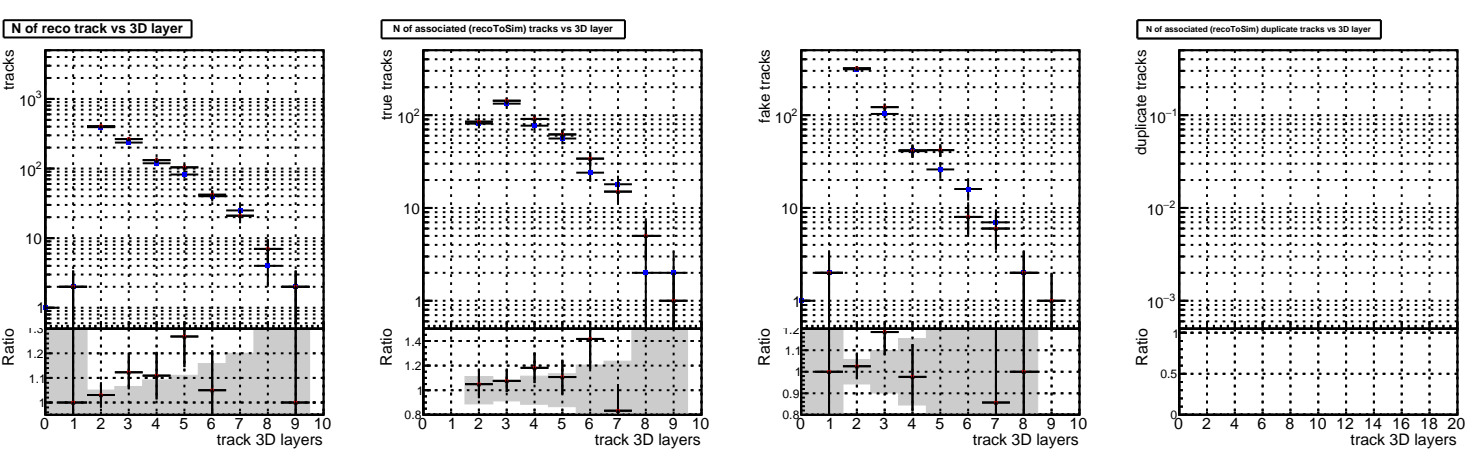 N of reco track vs 3D layer
tracks
10³
10²
10
1
Ratio
1.3
1.2
1.1
1
0 1 2 3 4 5 6 7 8 9 10
track 3D layers
N of associated (recoToSim) tracks vs 3D layer
true tracks
10²
10
1
Ratio
1.4
1.2
1
0.8
0 1 2 3 4 5 6 7 8 9 10
track 3D layers
fake tracks
10²
10
1
Ratio
1.2
1.1
1
0.9
0.8
0 1 2 3 4 5 6 7 8 9 10
track 3D layers
N of associated (recoToSim) duplicate tracks vs 3D layer
duplicate tracks
10⁻¹
10⁻²
10⁻³
Ratio
1
0.5
0
0 2 4 6 8 10 12 14 16 18 20
track 3D layers